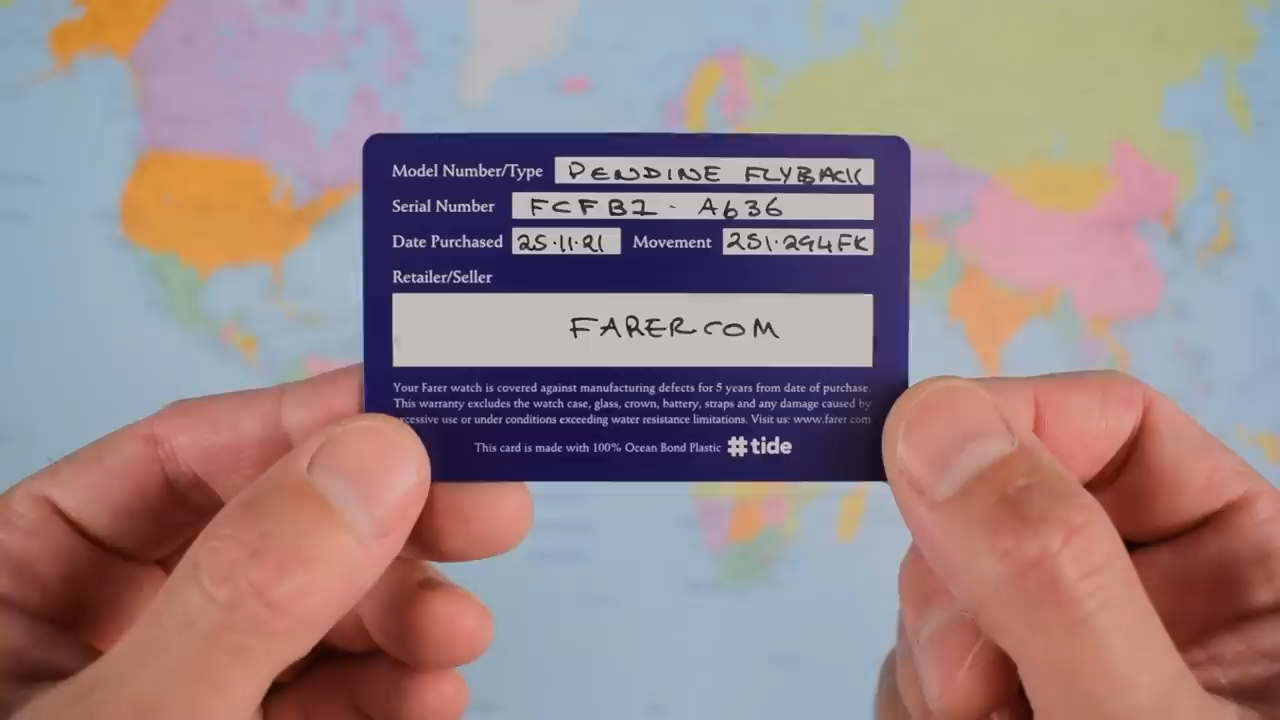 Model Number/Type PENDINE FLYBACK
Serial Number FCFB2 - A636
Date Purchased 25·11·21 Movement 251·294FK
Retailer/Seller
FARER.COM
Your Farer watch is covered against manufacturing defects for 5 years from date of purchase.
This warranty excludes the watch case, glass, crown, battery, straps and any damage caused by
excessive use or under conditions exceeding water resistance limitations. Visit us: www.farer.com
This card is made with 100% Ocean Bond Plastic #tide